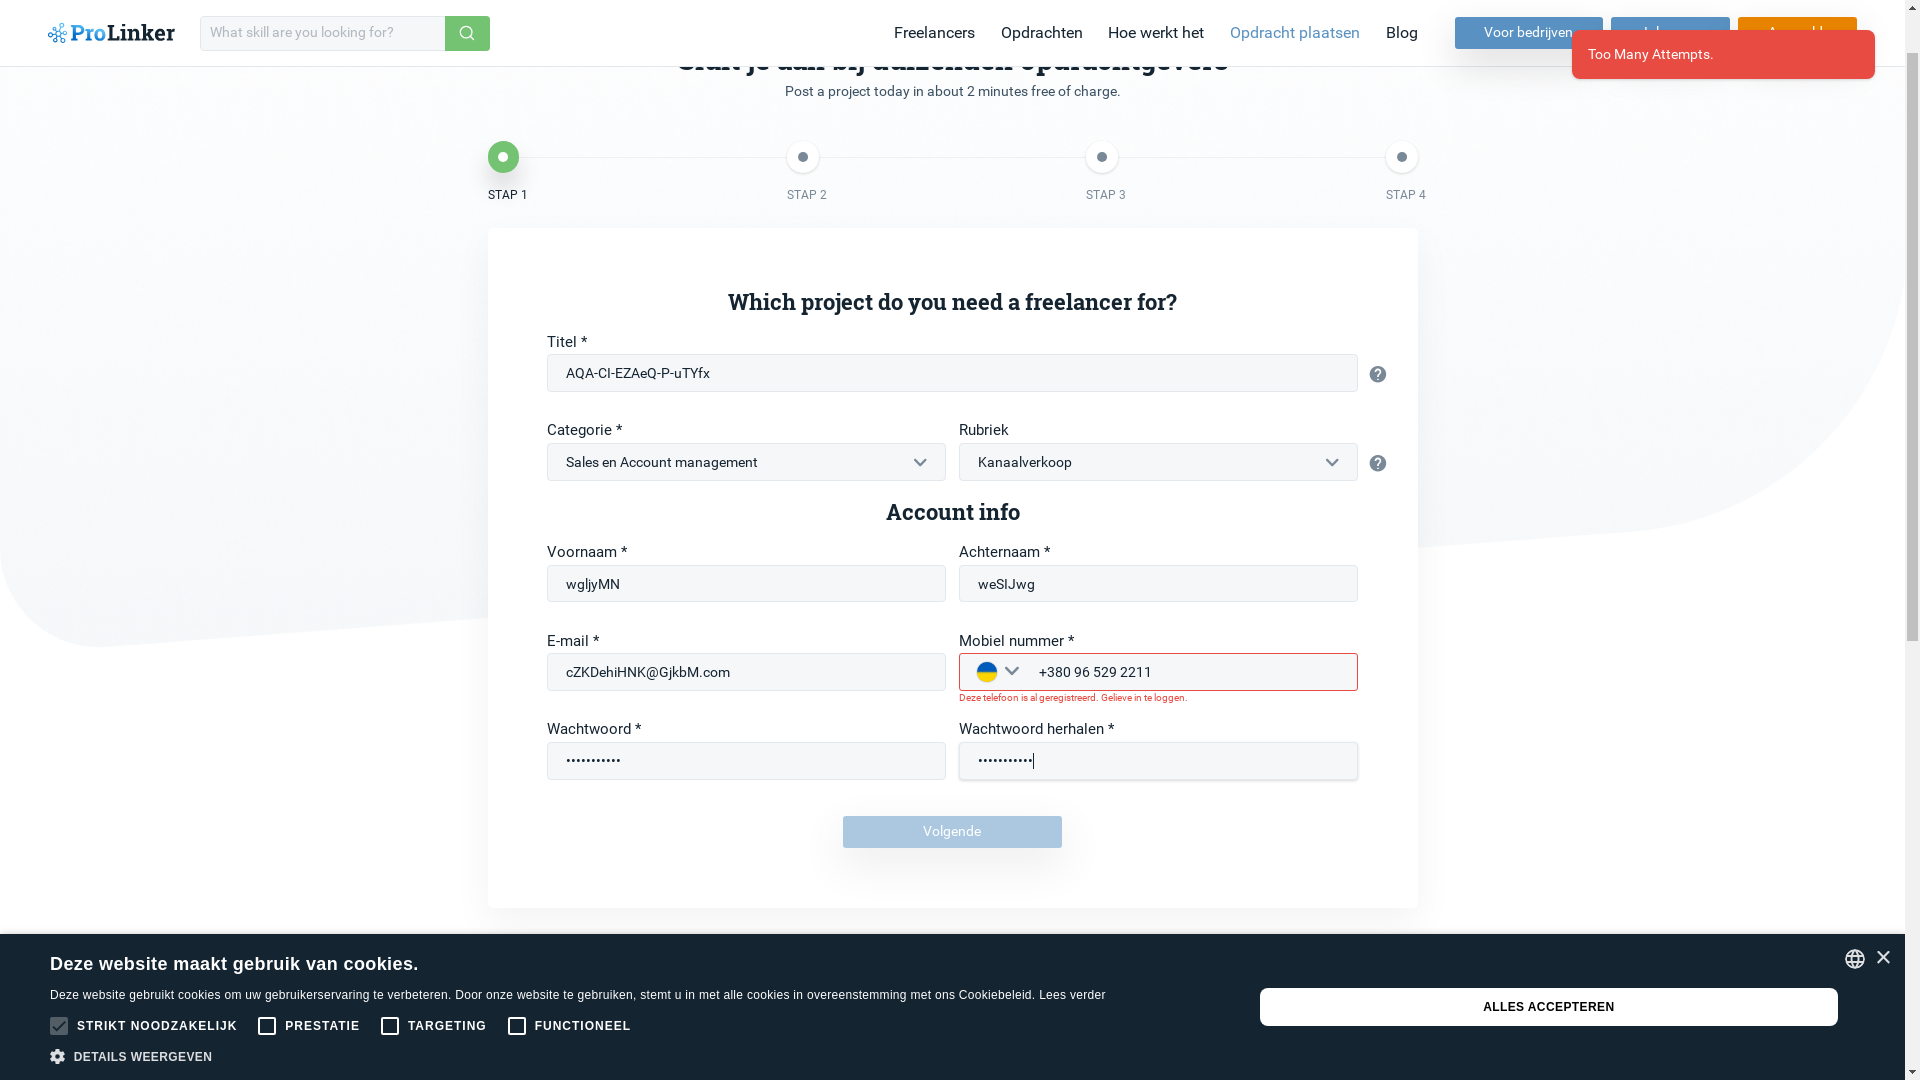 ProLinker
What skill are you looking for?
Freelancers
Opdrachten
Hoe werkt het
Opdracht plaatsen
Blog
Voor bedrijven
Too Many Attempts.
Post a project today in about 2 minutes free of charge.
STAP 1
STAP 2
STAP 3
STAP 4
Which project do you need a freelancer for?
Titel *
AQA-CI-EZAeQ-P-uTYfx
Categorie *
Rubriek
Sales en Account management
Kanaalverkoop
Account info
Voornaam *
Achternaam *
wgljyMN
weSIJwg
E-mail *
Mobiel nummer *
cZKDehiHNK@GjkbM.com
+380 96 529 2211
Deze telefoon is al geregistreerd. Gelieve in te loggen.
Wachtwoord *
Wachtwoord herhalen *
•••••••••••
•••••••••••
Volgende
Deze website maakt gebruik van cookies.
Deze website gebruikt cookies om uw gebruikerservaring te verbeteren. Door onze website te gebruiken, stemt u in met alle cookies in overeenstemming met ons Cookiebeleid. Lees verder
STRIKT NOODZAKELIJK
PRESTATIE
TARGETING
FUNCTIONEEL
DETAILS WEERGEVEN
ALLES ACCEPTEREN